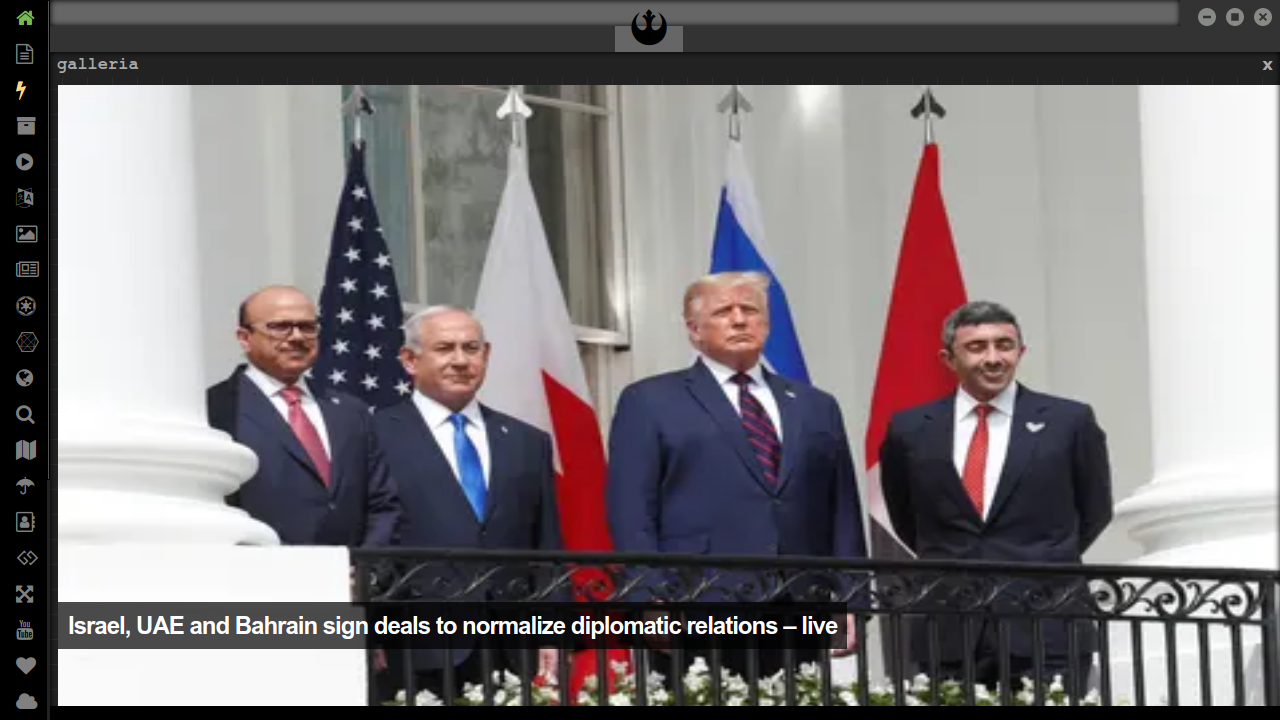 galleria
x
Israel, UAE and Bahrain sign deals to normalize diplomatic relations – live
You
Tube